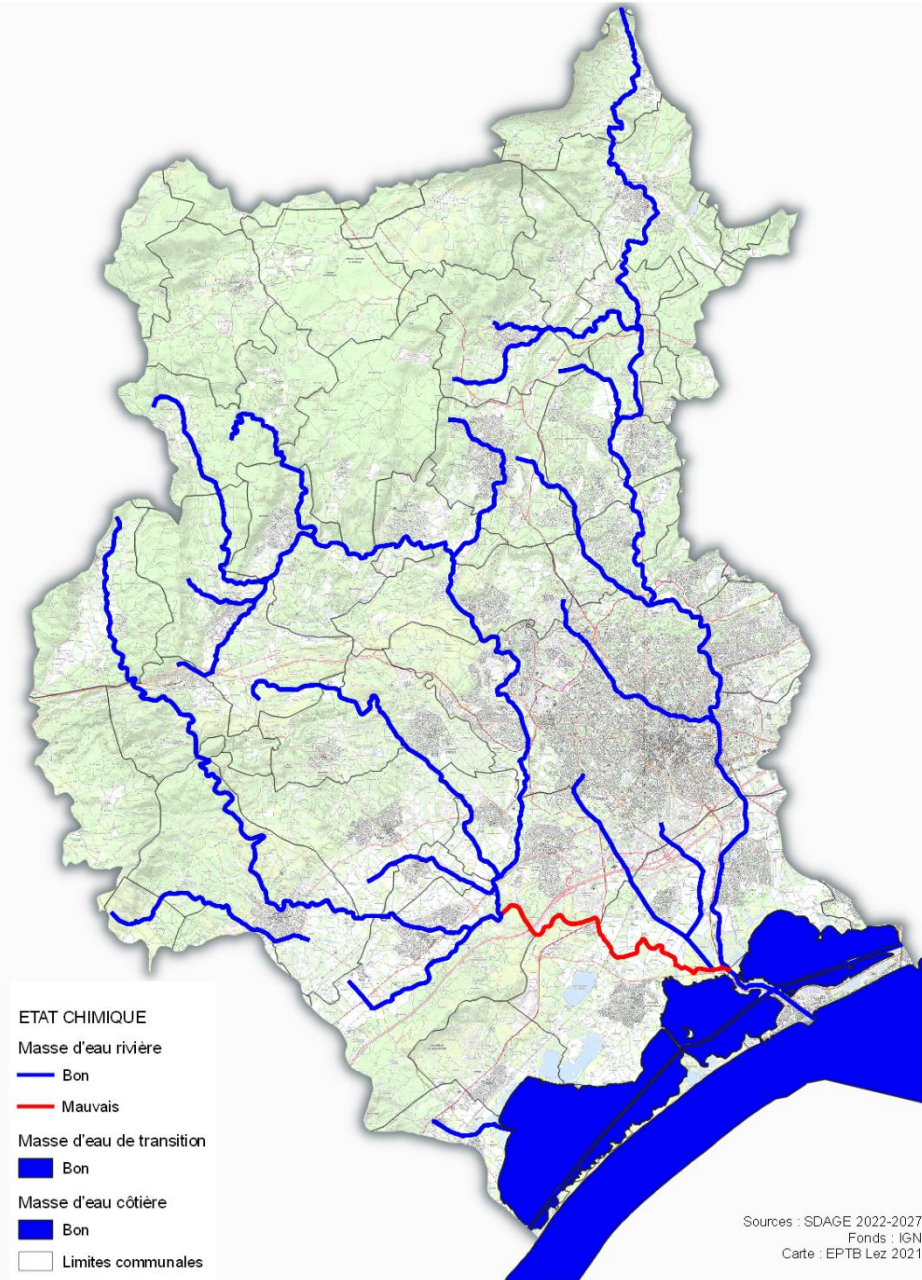 ETAT CHIMIQUE
Masse d'eau rivière
Bon
Mauvais
Masse d'eau de transition
Bon
Masse d'eau côtière
Bon
Limites communales
Sources : SDAGE 2022-2027
Fonds : IGN
Carte : EPTB Lez 2021